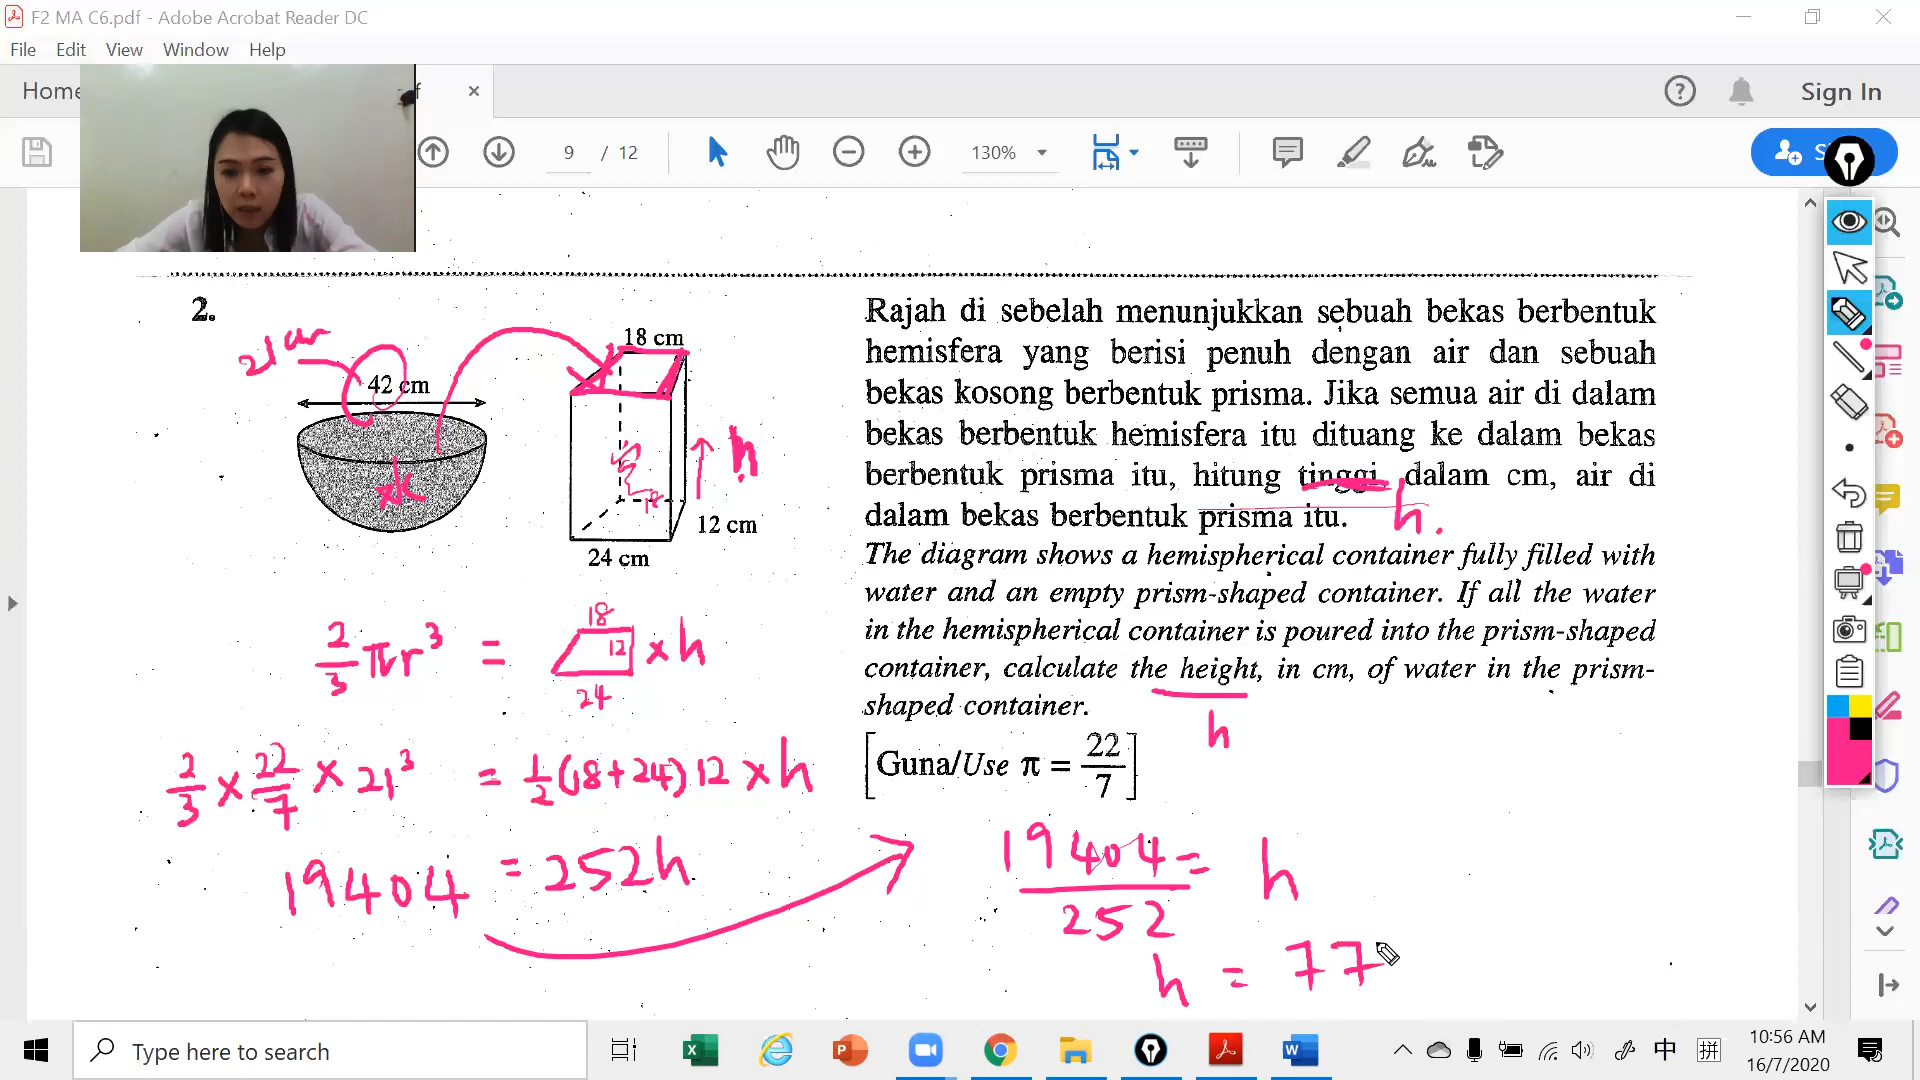 F2 MA C6.pdf - Adobe Acrobat Reader DC
File Edit View Window Help
Home
Sign In
9 / 12
130%
2.
21 cm
42 cm
18 cm
h
18
12 cm
24 cm
Rajah di sebelah menunjukkan sebuah bekas berbentuk
hemisfera yang berisi penuh dengan air dan sebuah
bekas kosong berbentuk prisma. Jika semua air di dalam
bekas berbentuk hemisfera itu dituang ke dalam bekas
berbentuk prisma itu, hitung tinggi, dalam cm, air di
dalam bekas berbentuk prisma itu.
h.
The diagram shows a hemispherical container fully filled with
water and an empty prism-shaped container. If all the water
in the hemispherical container is poured into the prism-shaped
container, calculate the height, in cm, of water in the prism-
shaped container.
h
[Guna/Use π = 22/7]
2/3 πr³ = 18 12 24 × h
2/3 × 22/7 × 21³ = 1/2 (18+24) 12 × h
19404 = 252h
19404/252 = h
h = 77
Type here to search
中
拼
10:56 AM
16/7/2020